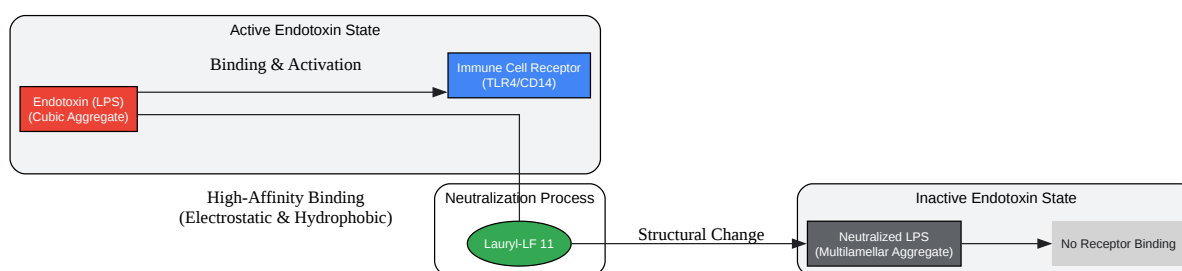 Active Endotoxin State
Binding & Activation
Immune Cell Receptor
(TLR4/CD14)
Endotoxin (LPS)
(Cubic Aggregate)
High-Affinity Binding
(Electrostatic & Hydrophobic)
Neutralization Process
Lauryl-LF 11
Structural Change
Inactive Endotoxin State
Neutralized LPS
(Multilamellar Aggregate)
No Receptor Binding